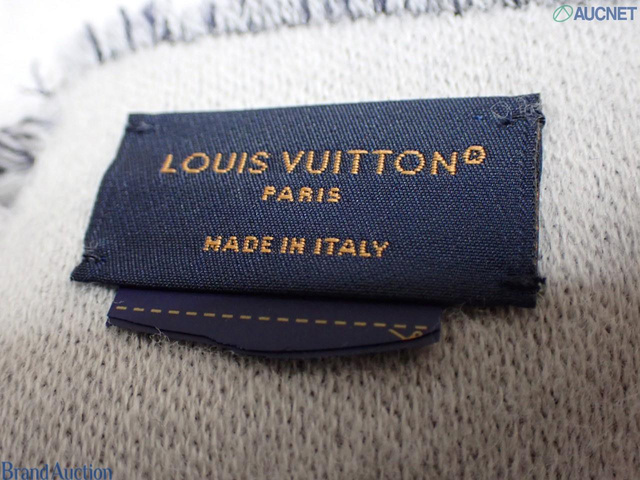 AUCNET
LOUIS VUITTON®
PARIS
MADE IN ITALY
Brand Auction